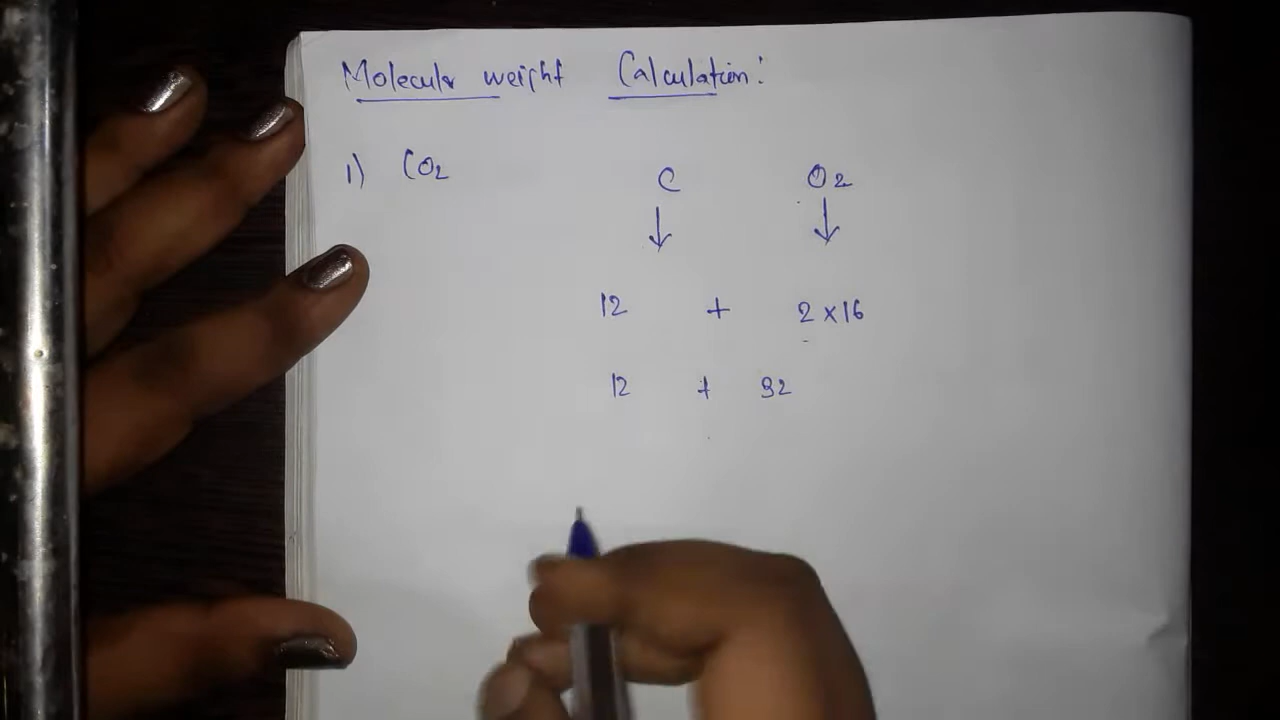 Molecular weight Calculation:
1) CO2 C O2
↓ ↓
12 + 2 x 16
12 + 32